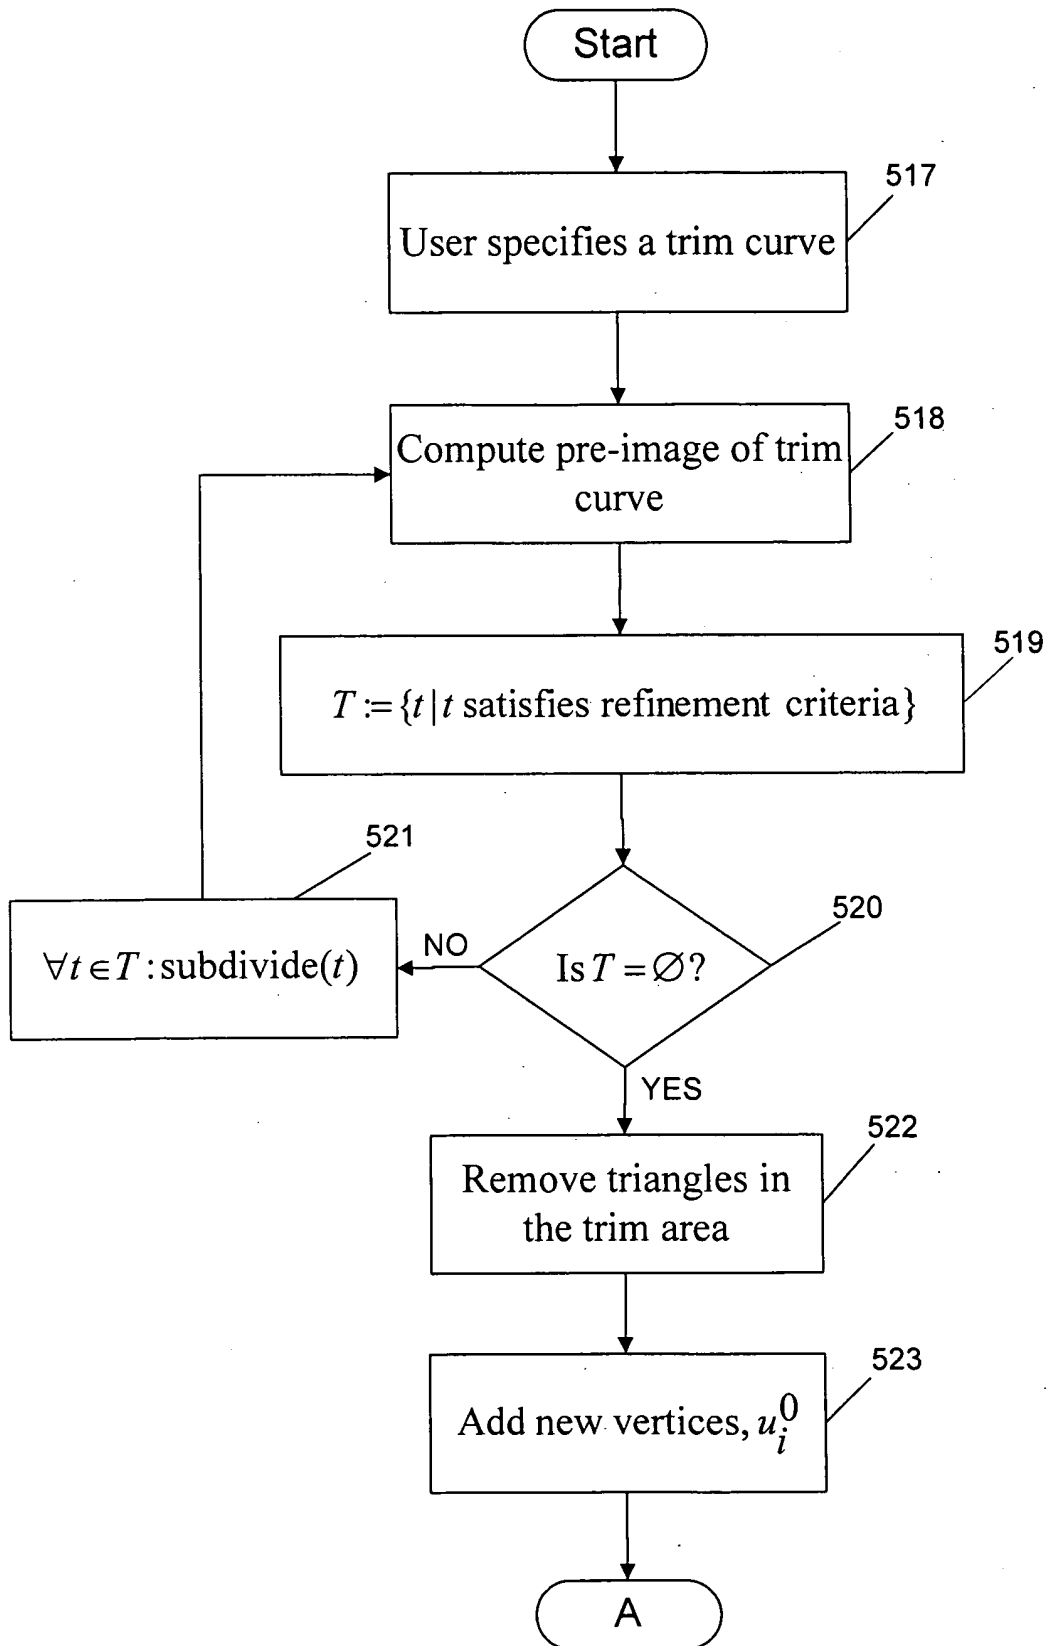 Start
517
User specifies a trim curve
518
Compute pre-image of trim
curve
519
T := {t | t satisfies refinement criteria}
521
520
∀t ∈ T : subdivide(t)
NO
Is T = ∅?
YES
522
Remove triangles in
the trim area
523
Add new vertices, u_i^0
A